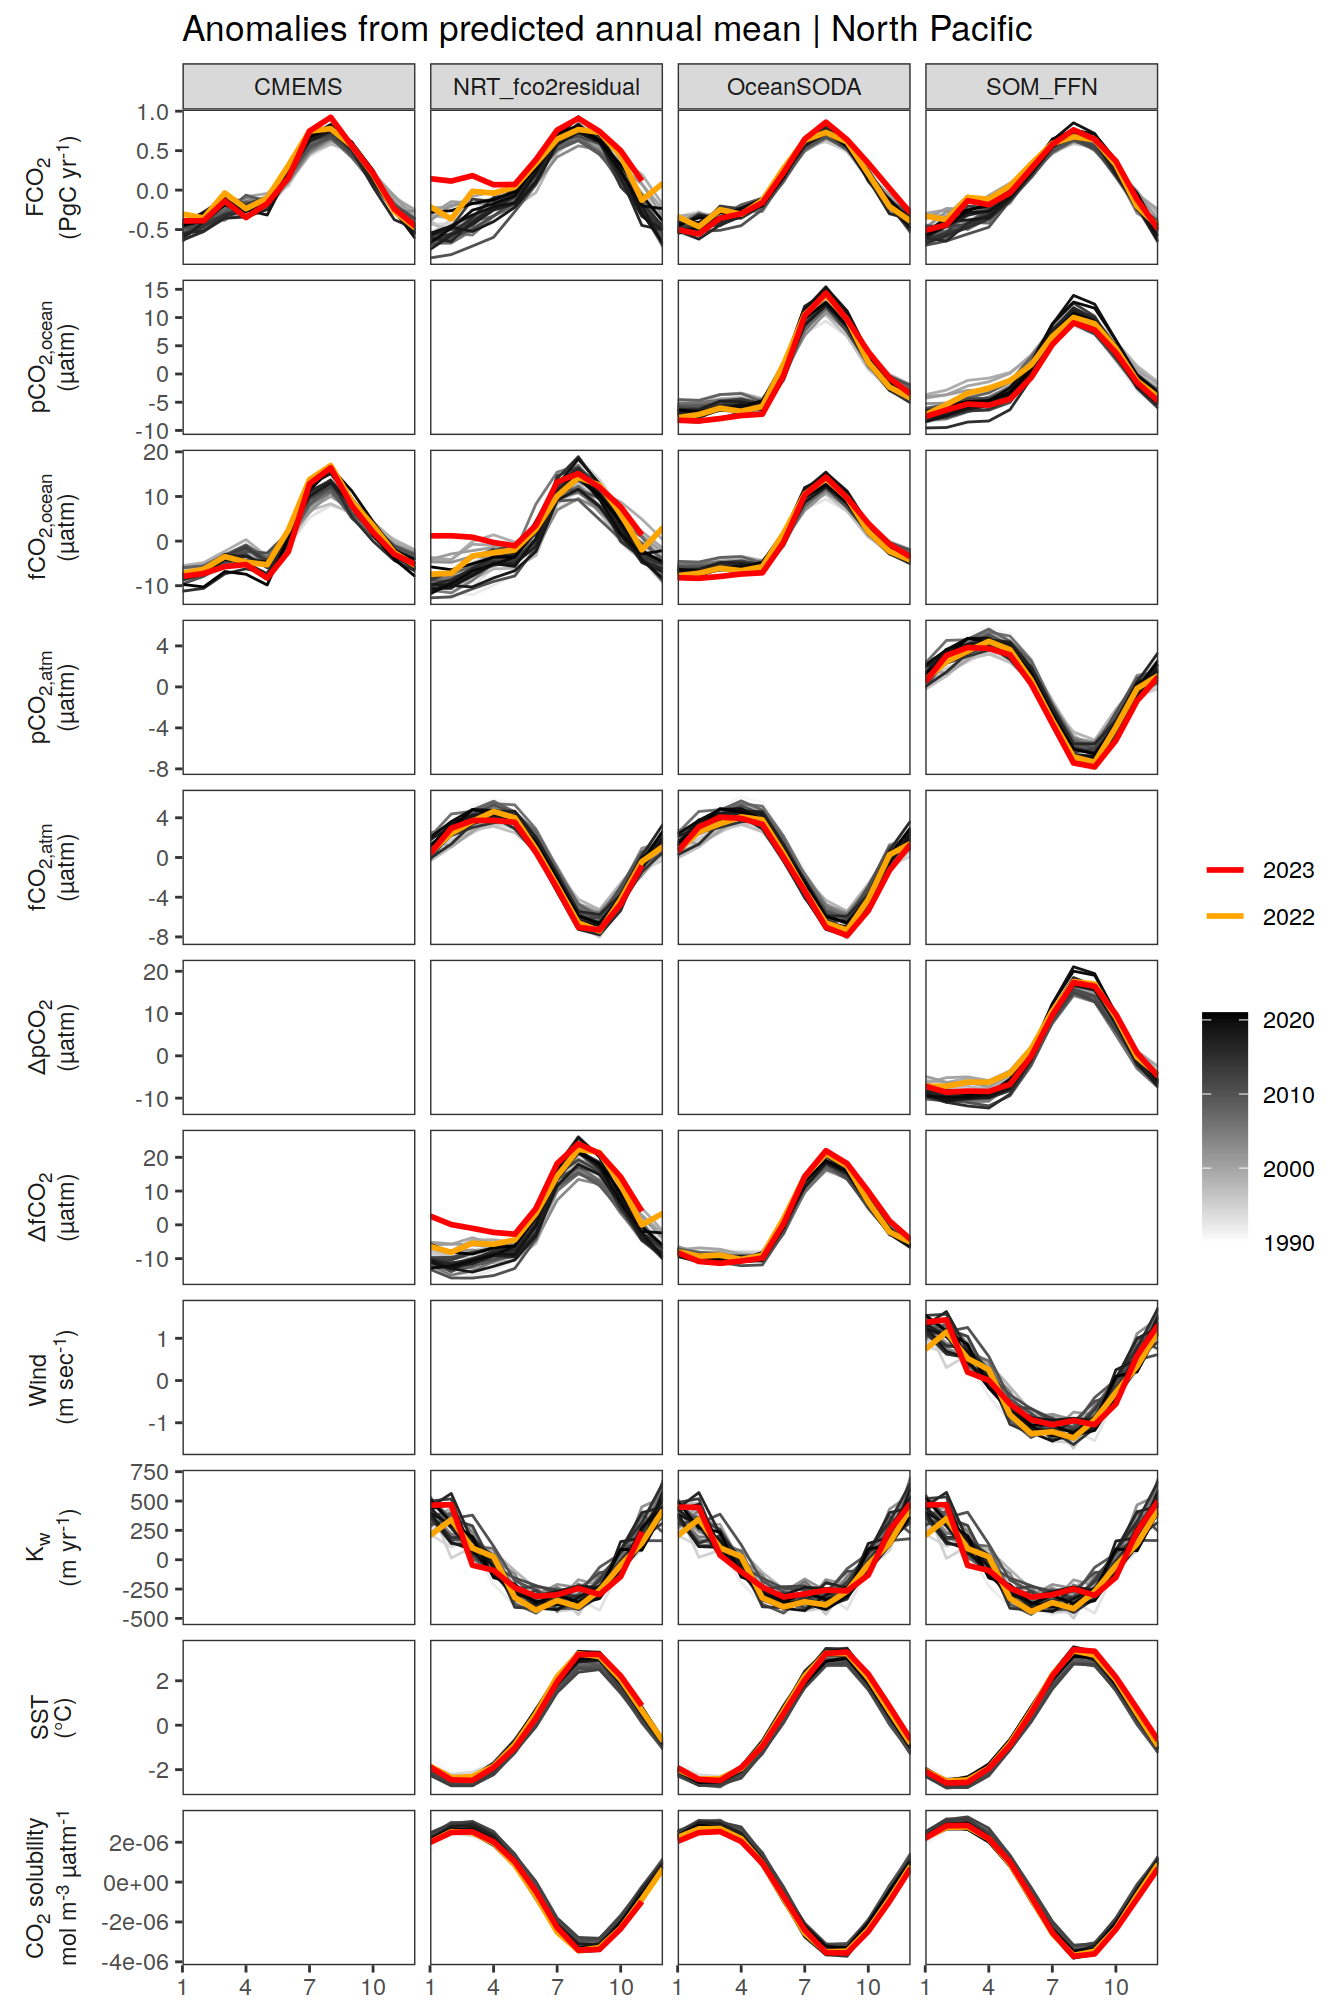 Anomalies from predicted annual mean | North Pacific
CMEMS NRT_fco2residual OceanSODA SOM_FFN
FCO2
(PgC yr-1)
1.0
0.5
0.0
-0.5
pCO2,ocean
(µatm)
15
10
5
0
-5
-10
fCO2,ocean
(µatm)
20
10
0
-10
pCO2,atm
(µatm)
4
0
-4
-8
fCO2,atm
(µatm)
4
0
-4
-8
ΔpCO2
(µatm)
20
10
0
-10
ΔfCO2
(µatm)
20
10
0
-10
Wind
(m sec-1)
1
0
-1
Kw
(m yr-1)
750
500
250
0
-250
-500
SST
(°C)
2
0
-2
CO2 solubility
mol m-3 µatm-1
2e-06
0e+00
-2e-06
-4e-06
1 4 7 10 1 4 7 10 1 4 7 10 1 4 7 10
2023
2022
2020
2010
2000
1990